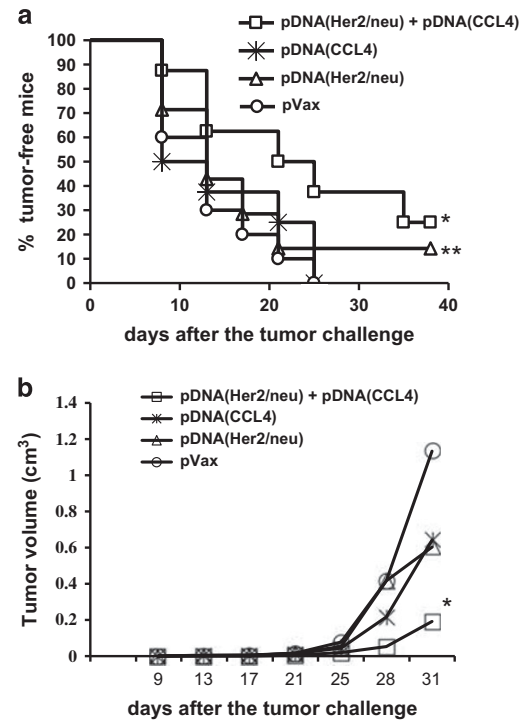 a
pDNA(Her2/neu) + pDNA(CCL4)
pDNA(CCL4)
pDNA(Her2/neu)
pVax
% tumor-free mice
100
90
80
70
60
50
40
30
20
10
0
*
**
0 10 20 30 40
days after the tumor challenge
b
pDNA(Her2/neu) + pDNA(CCL4)
pDNA(CCL4)
pDNA(Her2/neu)
pVax
Tumor volume (cm³)
1.4
1.2
1
0.8
0.6
0.4
0.2
0
*
9 13 17 21 25 28 31
days after the tumor challenge